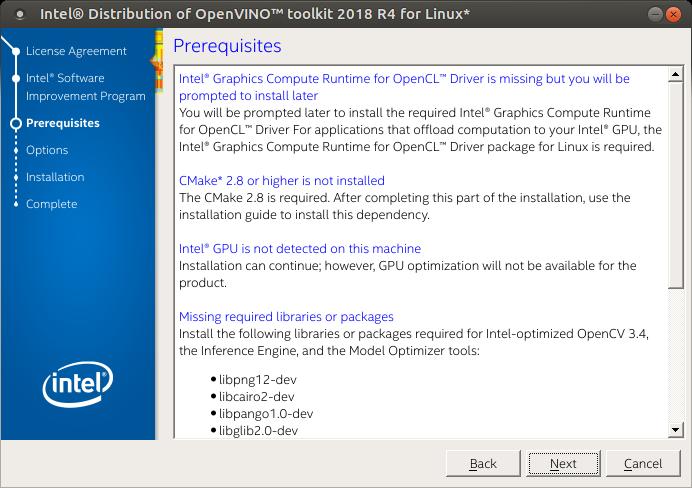 Intel® Distribution of OpenVINO™ toolkit 2018 R4 for Linux*
License Agreement
Intel® Software
Improvement Program
Prerequisites
Options
Installation
Complete
intel®
Prerequisites
Intel® Graphics Compute Runtime for OpenCL™ Driver is missing but you will be
prompted to install later
You will be prompted later to install the required Intel® Graphics Compute Runtime
for OpenCL™ Driver For applications that offload computation to your Intel® GPU, the
Intel® Graphics Compute Runtime for OpenCL™ Driver package for Linux is required.
CMake* 2.8 or higher is not installed
The CMake 2.8 is required. After completing this part of the installation, use the
installation guide to install this dependency.
Intel® GPU is not detected on this machine
Installation can continue; however, GPU optimization will not be available for the
product.
Missing required libraries or packages
Install the following libraries or packages required for Intel-optimized OpenCV 3.4,
the Inference Engine, and the Model Optimizer tools:
• libpng12-dev
• libcairo2-dev
• libpango1.0-dev
• libglib2.0-dev
Back Next Cancel